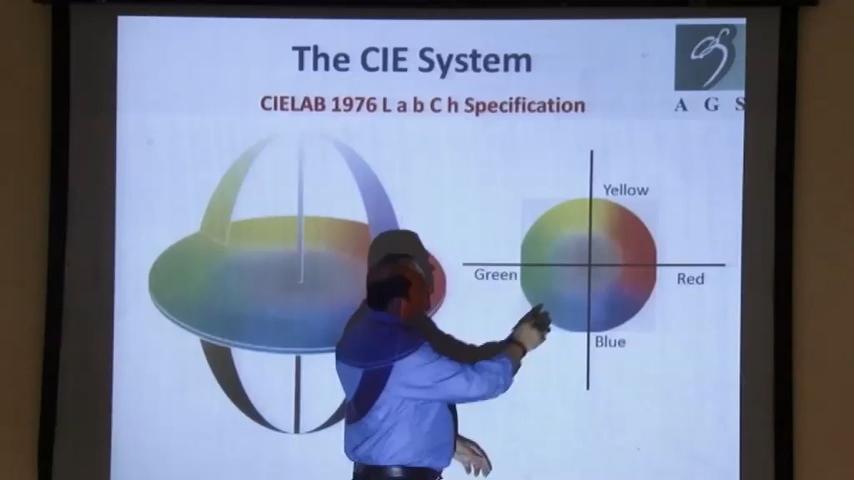 The CIE System
CIELAB 1976 L a b C h Specification
A G S
Yellow
Green
Red
Blue